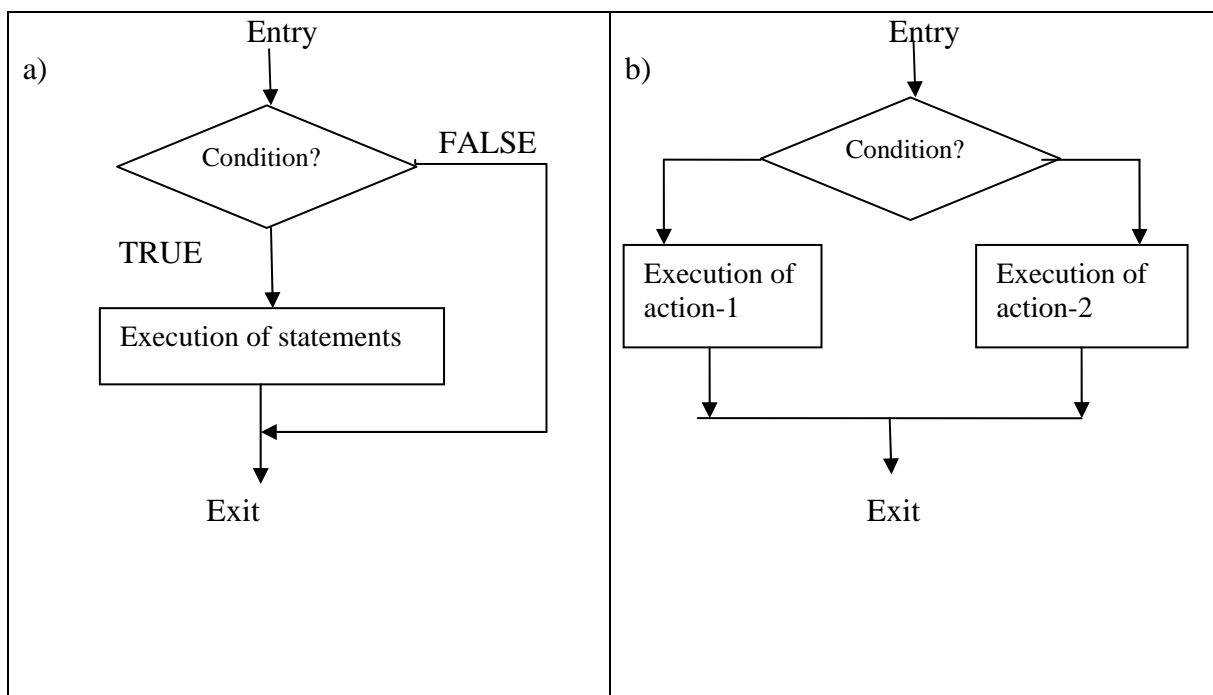 a)
Entry
Condition?
FALSE
TRUE
Execution of statements
Exit
b)
Entry
Condition?
Execution of
action-1
Execution of
action-2
Exit